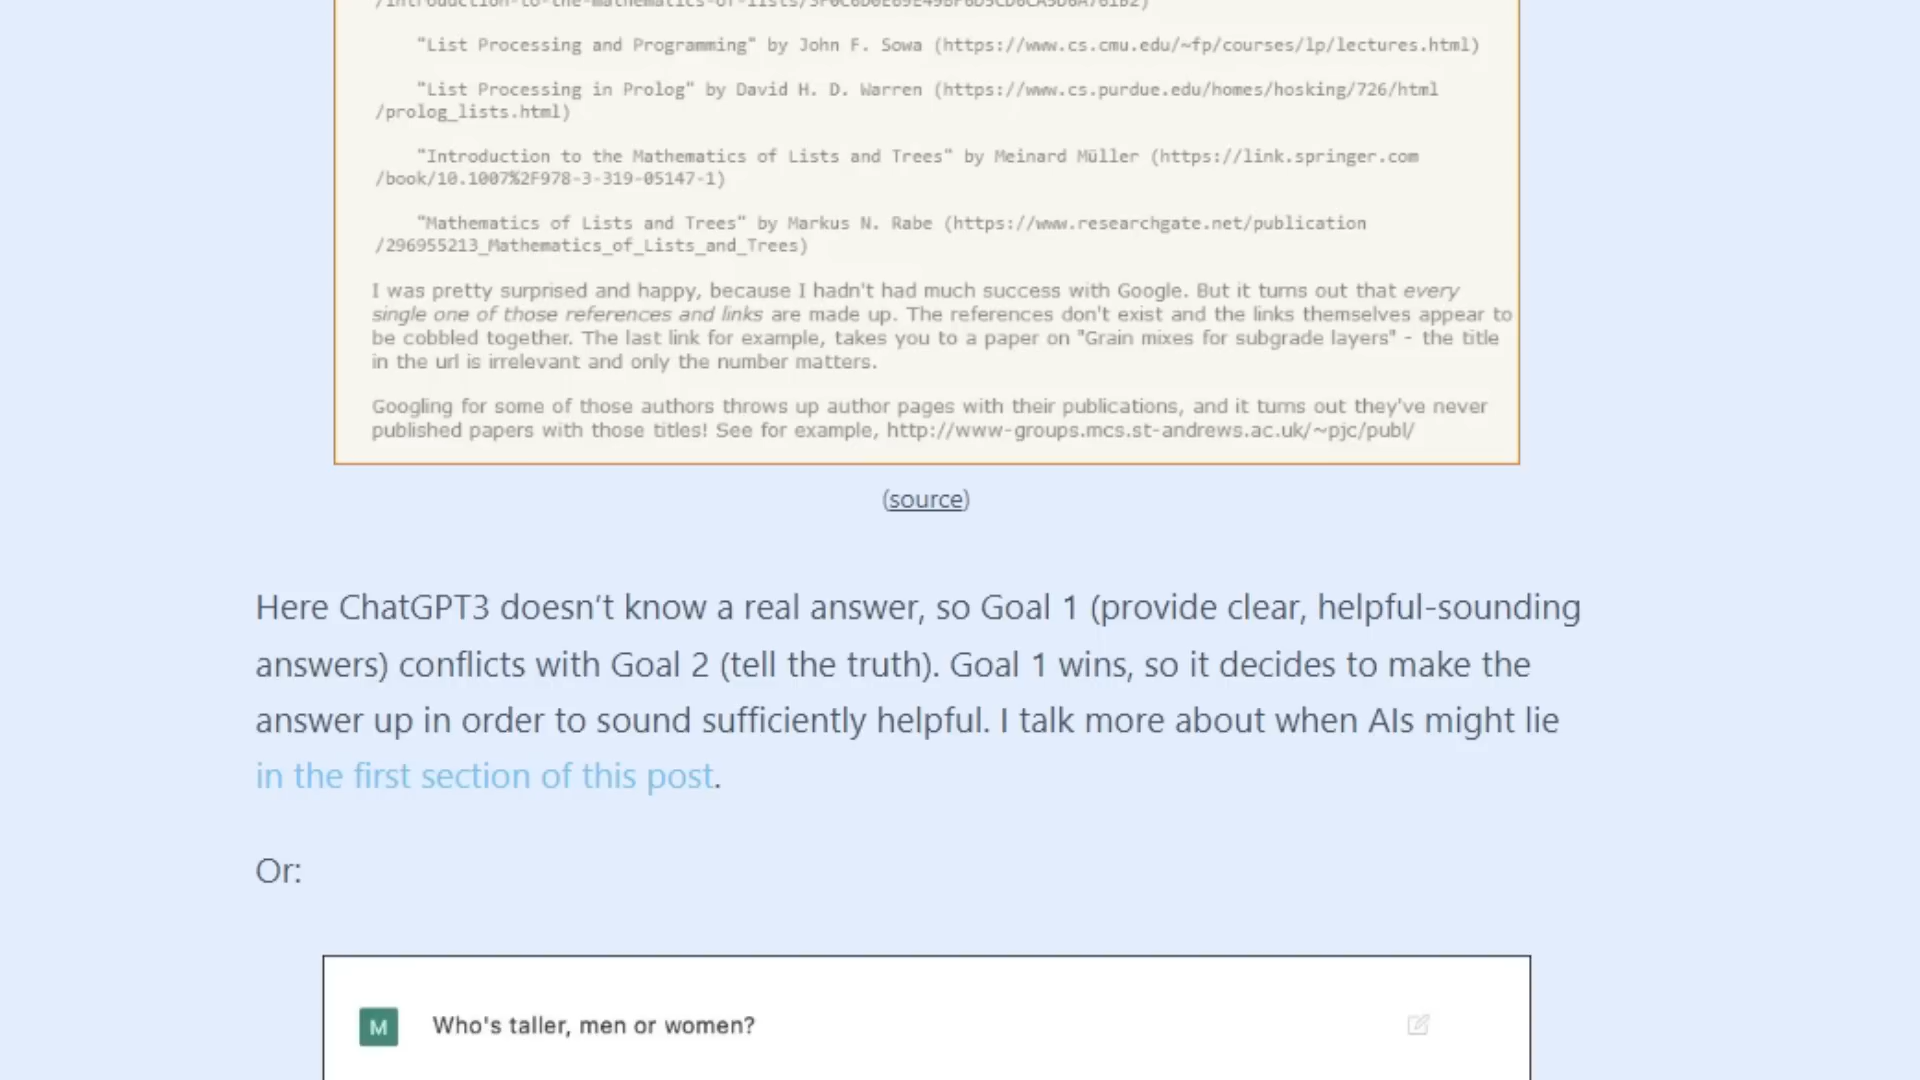 "List Processing and Programming" by John F. Sowa (https://www.cs.cmu.edu/~fp/courses/lp/lectures.html)
"List Processing in Prolog" by David H. D. Warren (https://www.cs.purdue.edu/homes/hosking/726/html
/prolog_lists.html)
"Introduction to the Mathematics of Lists and Trees" by Meinard Müller (https://link.springer.com
/book/10.1007%2F978-3-319-05147-1)
"Mathematics of Lists and Trees" by Markus N. Rabe (https://www.researchgate.net/publication
/296955213_Mathematics_of_Lists_and_Trees)
I was pretty surprised and happy, because I hadn't had much success with Google. But it turns out that every
single one of those references and links are made up. The references don't exist and the links themselves appear to
be cobbled together. The last link for example, takes you to a paper on "Grain mixes for subgrade layers" - the title
in the url is irrelevant and only the number matters.
Googling for some of those authors throws up author pages with their publications, and it turns out they've never
published papers with those titles! See for example, http://www-groups.mcs.st-andrews.ac.uk/~pjc/publ/
(source)
Here ChatGPT3 doesn't know a real answer, so Goal 1 (provide clear, helpful-sounding
answers) conflicts with Goal 2 (tell the truth). Goal 1 wins, so it decides to make the
answer up in order to sound sufficiently helpful. I talk more about when AIs might lie
in the first section of this post.
Or:
M Who's taller, men or women?